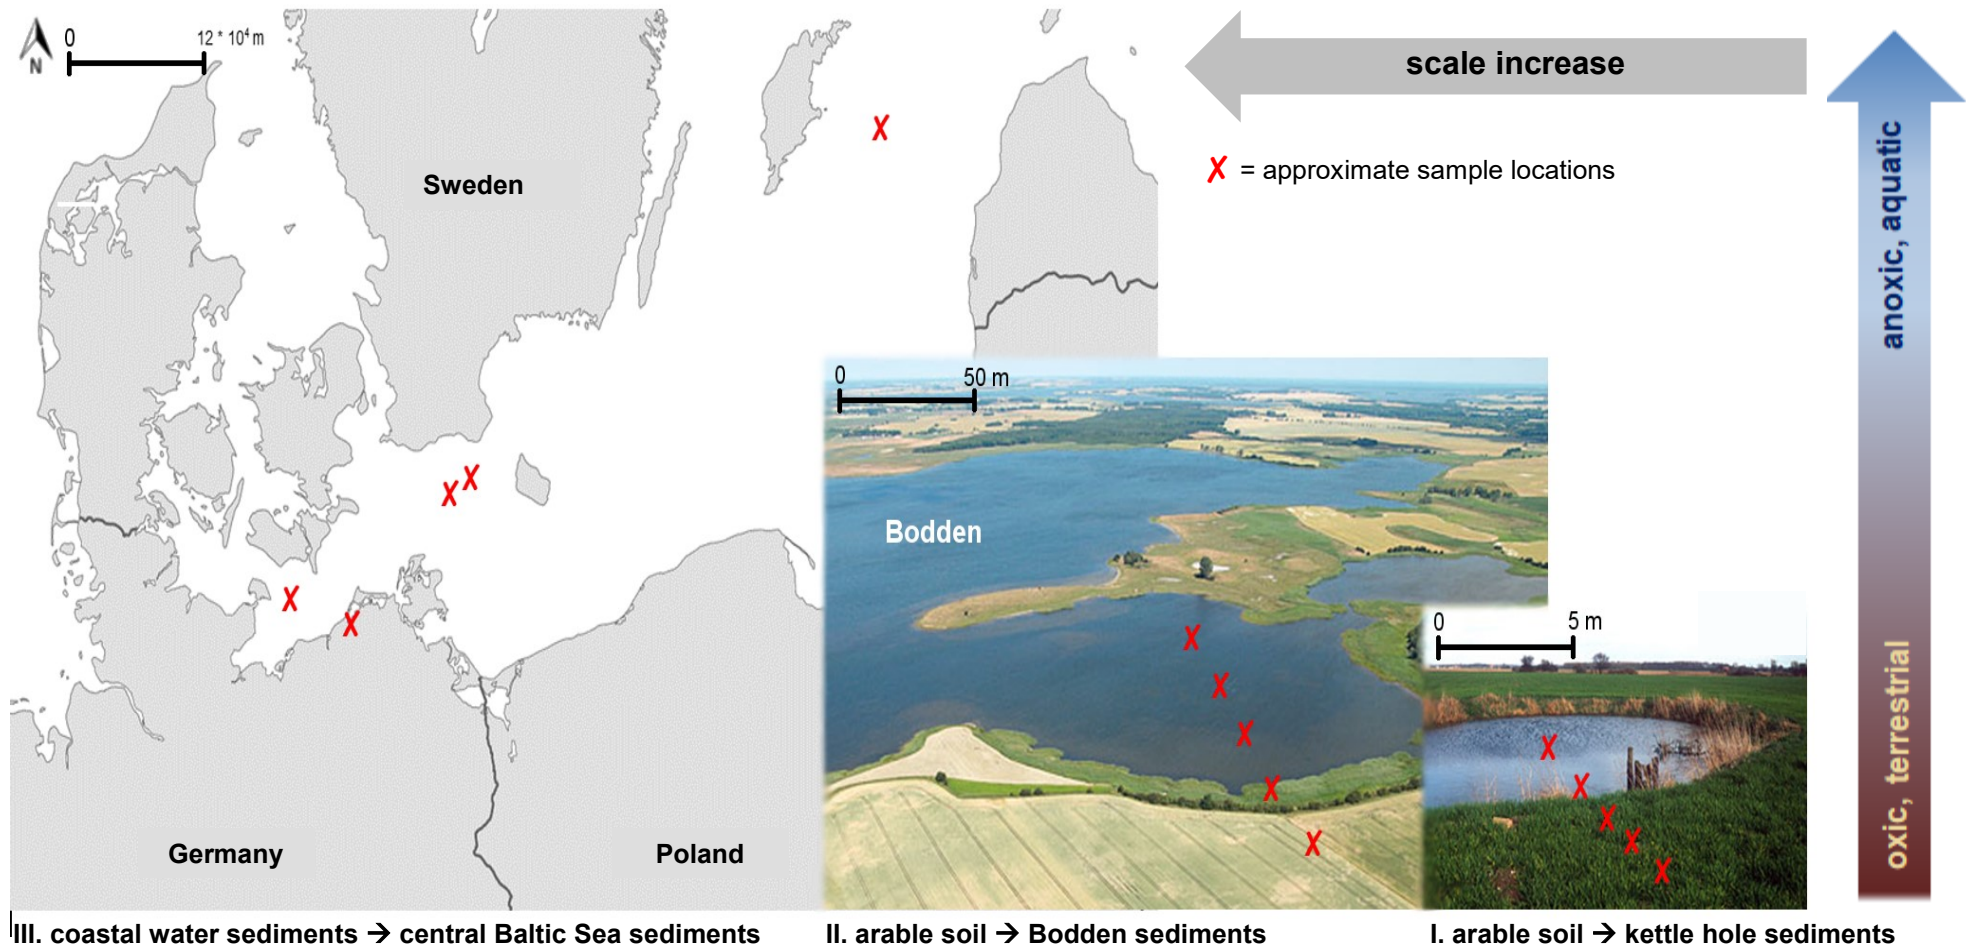 0 12 * 10⁴ m
N
scale increase
X = approximate sample locations
Sweden
anoxic, aquatic
0 50 m
Bodden
0 5 m
oxic, terrestrial
Germany
Poland
III. coastal water sediments → central Baltic Sea sediments
II. arable soil → Bodden sediments
I. arable soil → kettle hole sediments